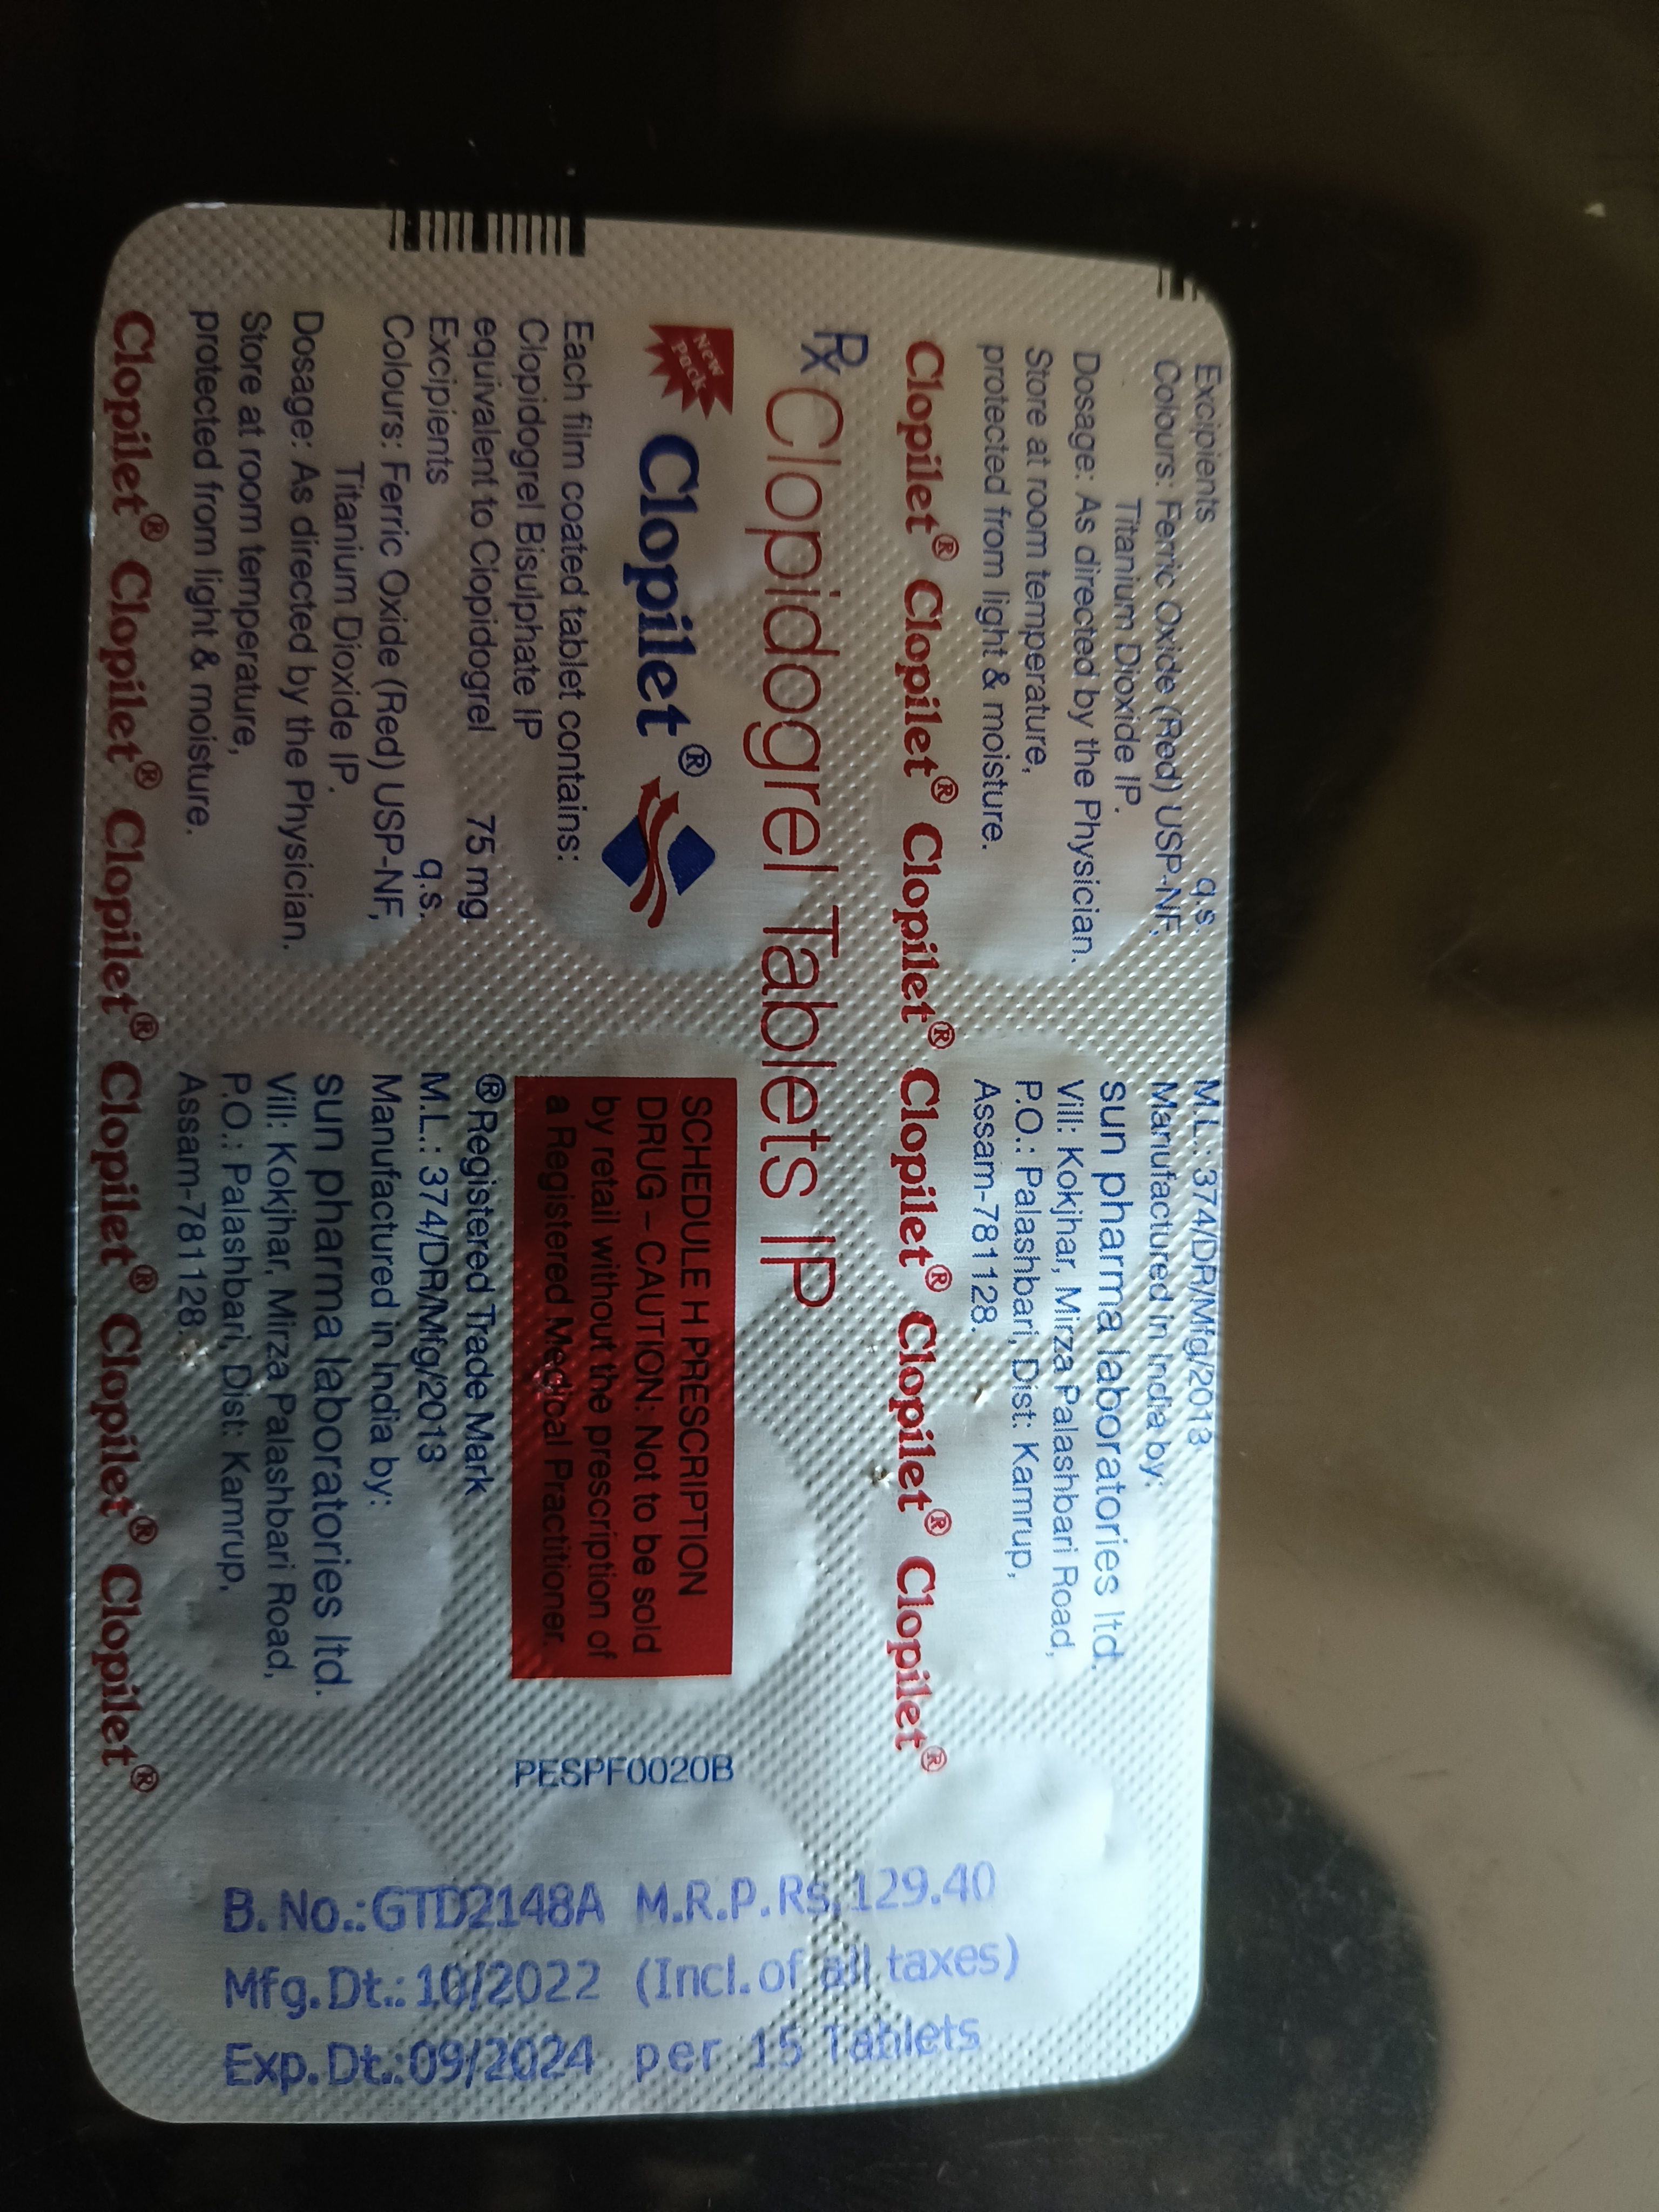 Excipients q.s.
Colours: Ferric Oxide (Red) USP-NF,
Titanium Dioxide IP.
Dosage: As directed by the Physician.
Store at room temperature,
protected from light & moisture.
M.L.: 374/DR/Mfg/2013
Manufactured in India by:
sun pharma laboratories ltd.
Vill: Kokjhar, Mirza Palashbari Road,
P.O.: Palashbari, Dist: Kamrup,
Assam-781128.
Clopilet® Clopilet® Clopilet® Clopilet® Clopilet® Clopilet®
Rx Clopidogrel Tablets IP
New
Pack
Clopilet®
Each film coated tablet contains:
Clopidogrel Bisulphate IP
equivalent to Clopidogrel 75 mg
Excipients q.s.
Colours: Ferric Oxide (Red) USP-NF,
Titanium Dioxide IP.
Dosage: As directed by the Physician.
Store at room temperature,
protected from light & moisture.
SCHEDULE H PRESCRIPTION
DRUG – CAUTION: Not to be sold
by retail without the prescription of
a Registered Medical Practitioner.
®Registered Trade Mark
M.L.: 374/DR/Mfg/2013
Manufactured in India by:
sun pharma laboratories ltd.
Vill: Kokjhar, Mirza Palashbari Road,
P.O.: Palashbari, Dist: Kamrup,
Assam-781128.
Clopilet® Clopilet® Clopilet® Clopilet® Clopilet® Clopilet®
PESPF0020B
B.No.:GTD2148A M.R.P.Rs.129.40
Mfg.Dt.:10/2022 (Incl.of all taxes)
Exp.Dt.:09/2024 per 15 Tablets